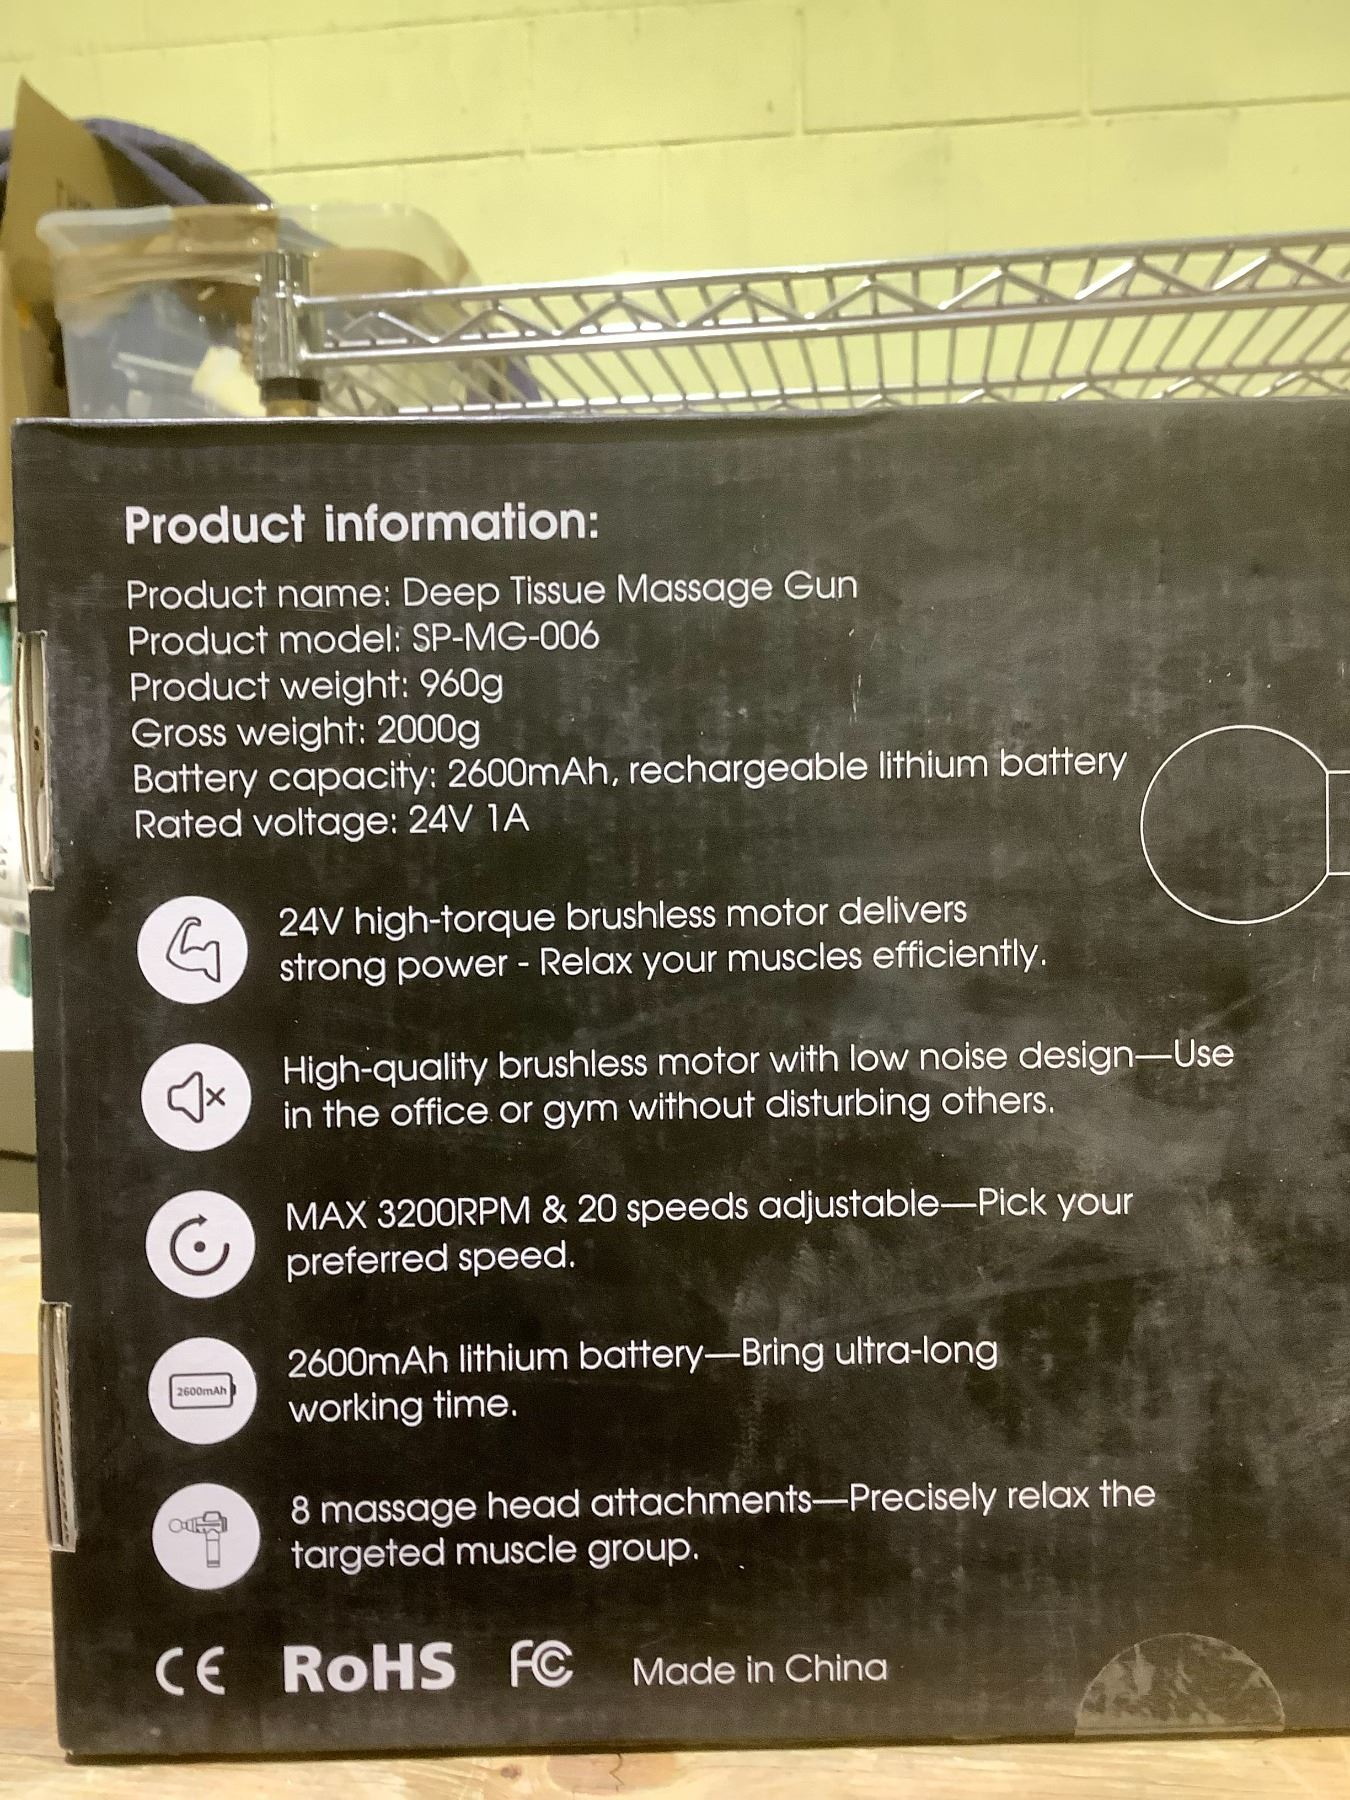 Product information:
Product name: Deep Tissue Massage Gun
Product model: SP-MG-006
Product weight: 960g
Gross weight: 2000g
Battery capacity: 2600mAh, rechargeable lithium battery
Rated voltage: 24V 1A
24V high-torque brushless motor delivers
strong power - Relax your muscles efficiently.
High-quality brushless motor with low noise design—Use
in the office or gym without disturbing others.
MAX 3200RPM & 20 speeds adjustable—Pick your
preferred speed.
2600mAh lithium battery—Bring ultra-long
working time.
2600mAh
8 massage head attachments—Precisely relax the
targeted muscle group.
CE RoHS FC Made in China